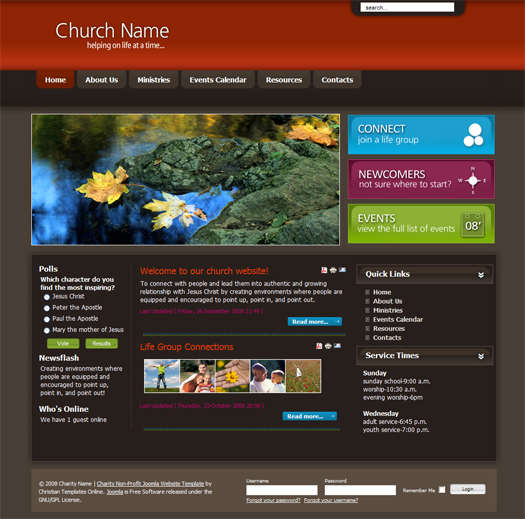 search...
Church Name
helping on life at a time...
Home
About Us
Ministries
Events Calendar
Resources
Contacts
CONNECT
join a life group
NEWCOMERS
not sure where to start?
N
W
E
S
EVENTS
view the full list of events
08'
Polls
Which character do you
find the most inspiring?
Jesus Christ
Peter the Apostle
Paul the Apostle
Mary the mother of Jesus
Vote
Results
Newsflash
Creating environments where
people are equipped and
encouraged to point up,
point in, and point out.
Who's Online
We have 1 guest online
Welcome to our church website!
To connect with people and lead them into authentic and growing
relationship with Jesus Christ by creating environments where people are
equipped and encouraged to point up, point in, and point out.
Last Updated ( Friday,
2008
)
Read more...
Life Group Connections
Last Updated ( Thursday, 23 October 2008
)
Read more...
Quick Links
Home
About Us
Ministries
Events Calendar
Resources
Contacts
Service Times
Sunday
sunday school-9:00 a.m.
worship-10:30 a.m.
evening worship-6pm
Wednesday
adult service-6:45 p.m.
youth service-7:00 p.m.
© 2008 Charity Name | Charity Non-Profit Joomla Website Template by
Christian Templates Online. Joomla is Free Software released under the
GNU/GPL License.
Username
Password
Remember Me
Login
Forgot your password?
Forgot your username?